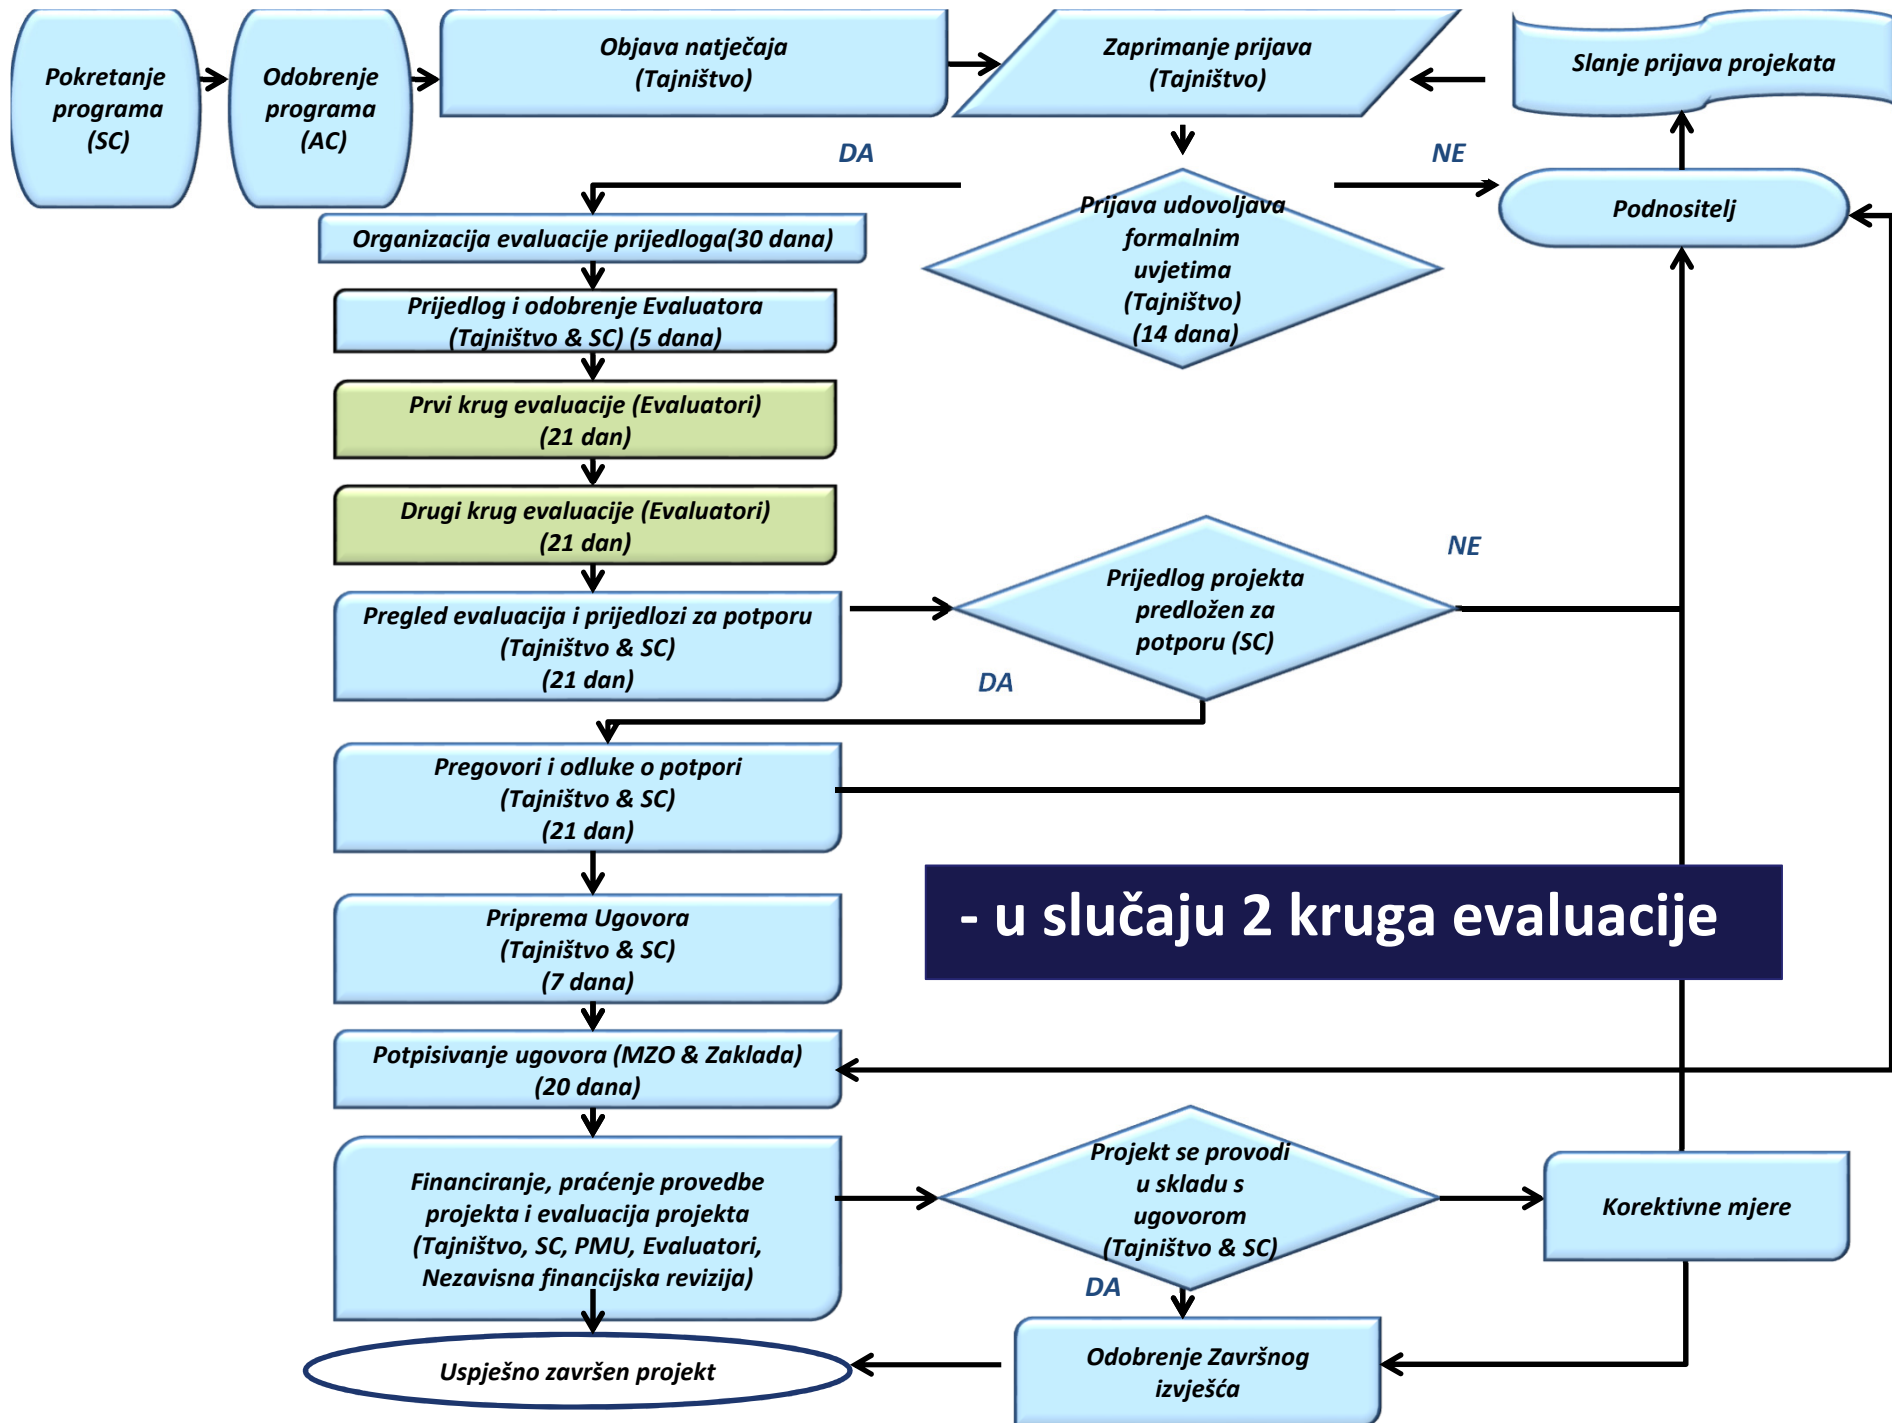 Pokretanje
programa
(SC)
Odobrenje
programa
(AC)
Objava natječaja
(Tajništvo)
Zaprimanje prijava
(Tajništvo)
Slanje prijava projekata
DA
NE
Prijava udovoljava
formalnim
uvjetima
(Tajništvo)
(14 dana)
Podnositelj
Organizacija evaluacije prijedloga(30 dana)
Prijedlog i odobrenje Evaluatora
(Tajništvo & SC) (5 dana)
Prvi krug evaluacije (Evaluatori)
(21 dan)
Drugi krug evaluacije (Evaluatori)
(21 dan)
Pregled evaluacija i prijedlozi za potporu
(Tajništvo & SC)
(21 dan)
Prijedlog projekta
predložen za
potporu (SC)
NE
DA
Pregovori i odluke o potpori
(Tajništvo & SC)
(21 dan)
- u slučaju 2 kruga evaluacije
Priprema Ugovora
(Tajništvo & SC)
(7 dana)
Potpisivanje ugovora (MZO & Zaklada)
(20 dana)
Financiranje, praćenje provedbe
projekta i evaluacija projekta
(Tajništvo, SC, PMU, Evaluatori,
Nezavisna financijska revizija)
Projekt se provodi
u skladu s
ugovorom
(Tajništvo & SC)
Korektivne mjere
DA
Odobrenje Završnog
izvješća
Uspješno završen projekt